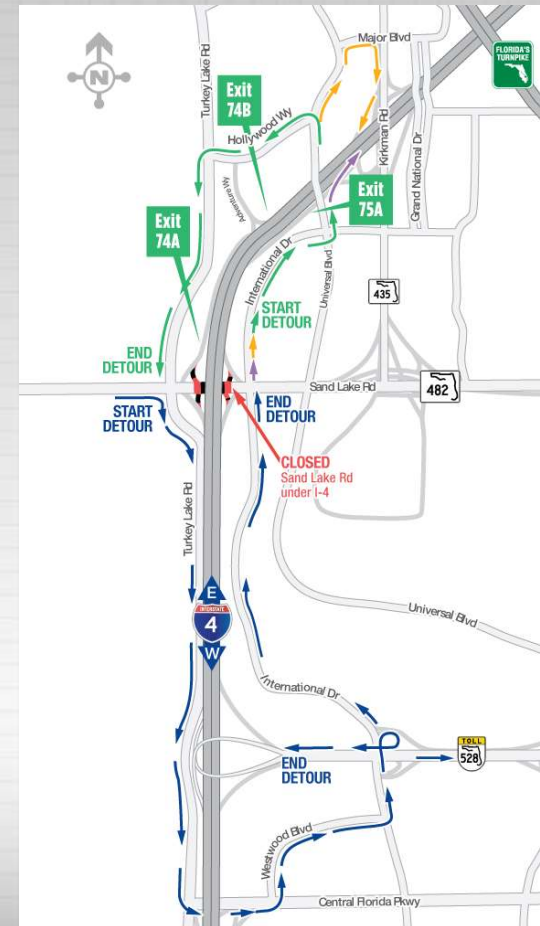 N
Turkey Lake Rd
Major Blvd
FLORIDA'S
TURNPIKE
Exit
74B
Hollywood Wy
Kirkman Rd
Grand National Dr
Adventure Wy
Exit
75A
Exit
74A
International Dr
Universal Blvd
435
START
DETOUR
END
DETOUR
Sand Lake Rd
482
START
DETOUR
END
DETOUR
CLOSED
Sand Lake Rd
under I-4
Turkey Lake Rd
E
INTERSTATE
4
W
Universal Blvd
International Dr
TOLL
528
END
DETOUR
Westwood Blvd
Central Florida Pkwy